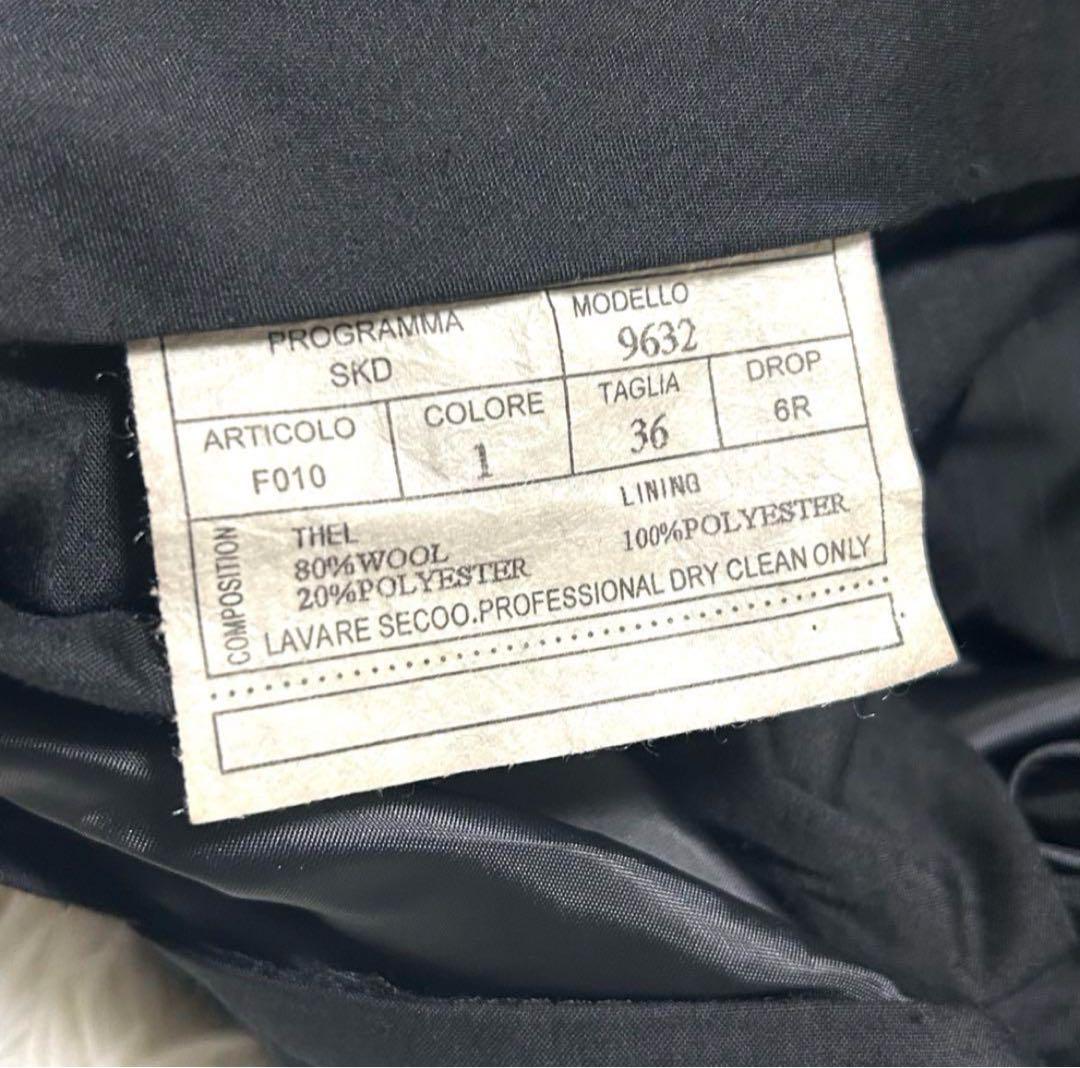 PROGRAMMA
SKD
MODELLO
9632
ARTICOLO
F010
COLORE
1
TAGLIA
36
DROP
6R
COMPOSITION
THEL
80%WOOL
20%POLYESTER
LINING
100%POLYESTER
LAVARE SECOO.PROFESSIONAL DRY CLEAN ONLY